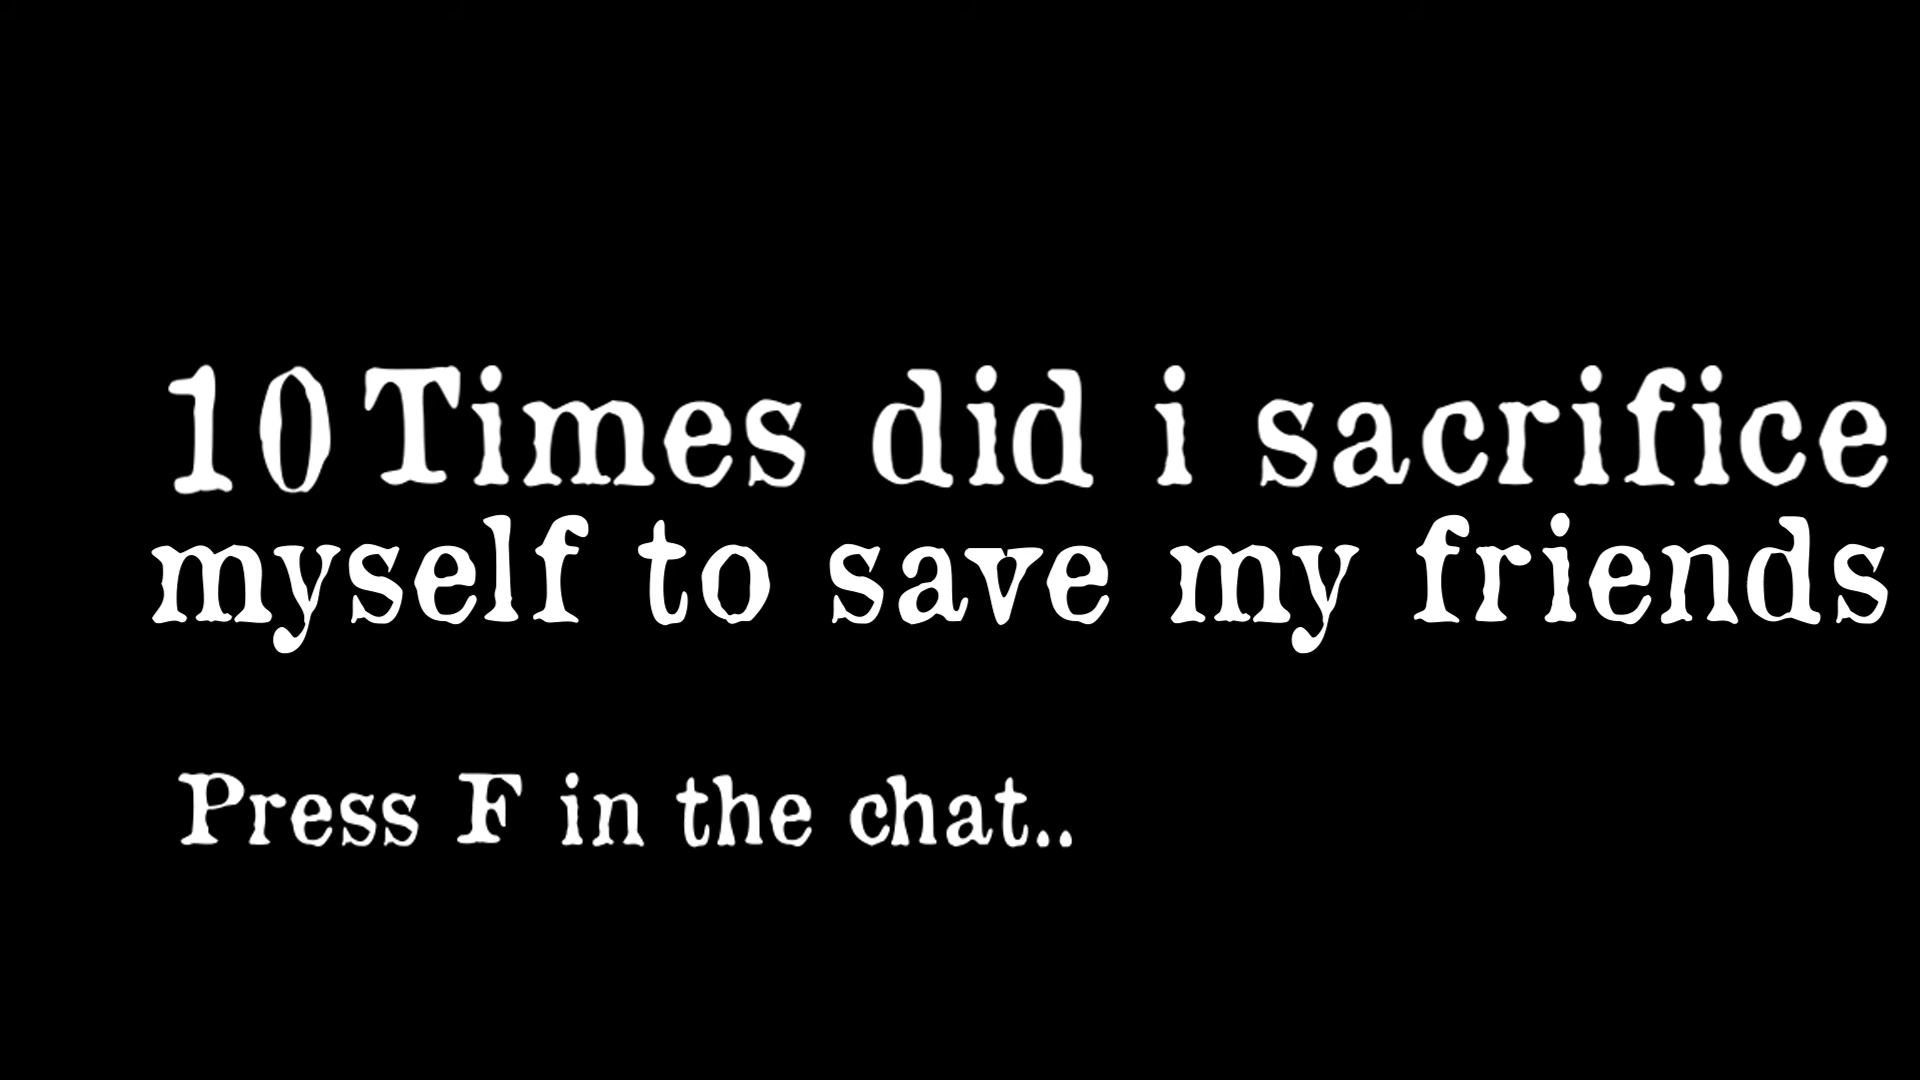 10 Times did i sacrifice
myself to save my friends
Press F in the chat..